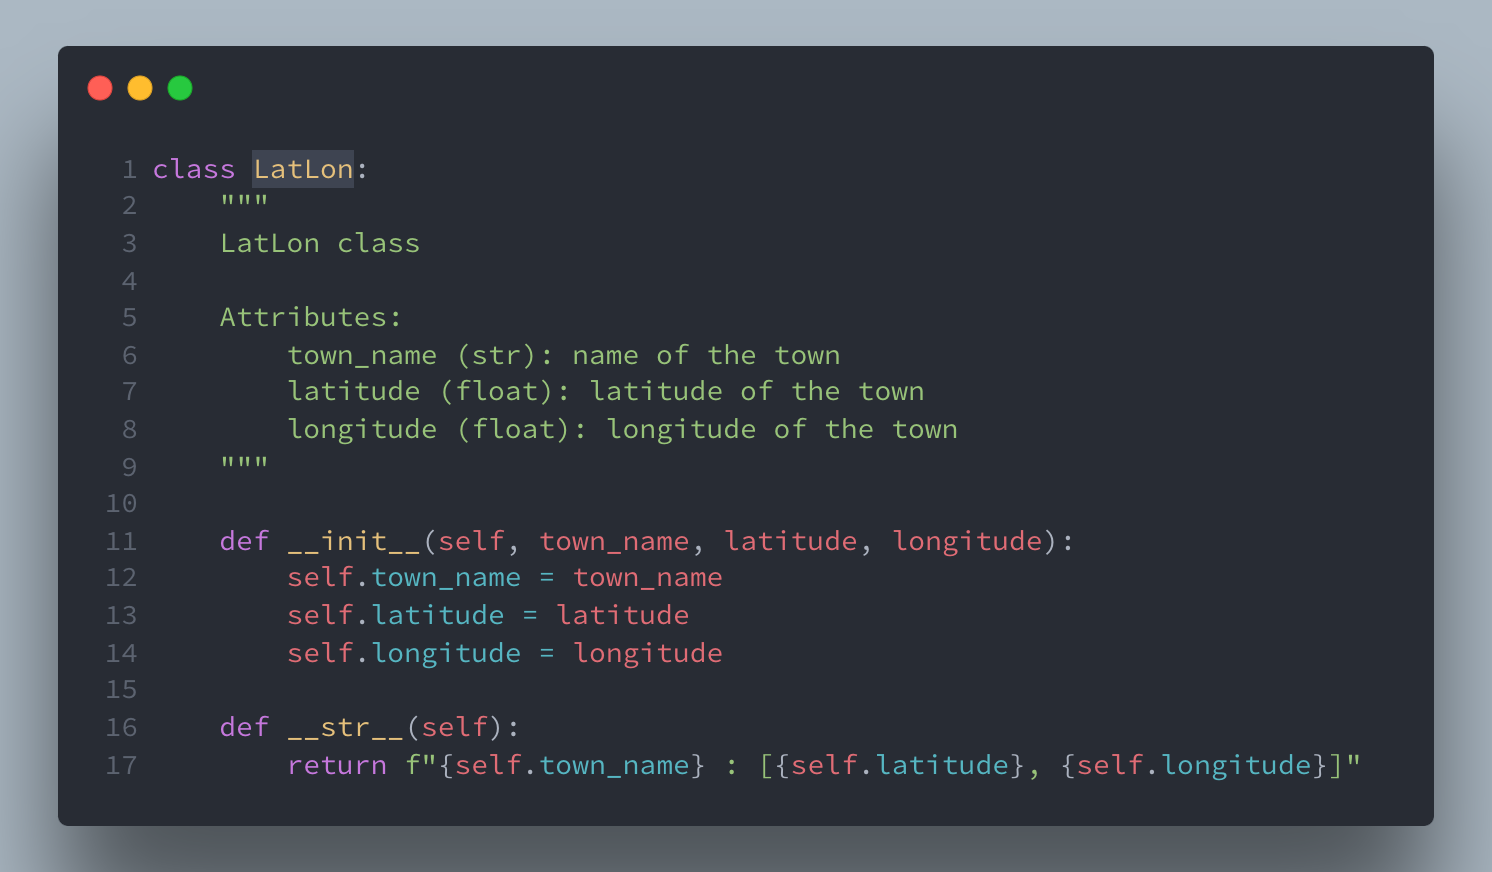 1 class LatLon:
2     """
3     LatLon class
4
5     Attributes:
6         town_name (str): name of the town
7         latitude (float): latitude of the town
8         longitude (float): longitude of the town
9     """
10
11     def __init__(self, town_name, latitude, longitude):
12         self.town_name = town_name
13         self.latitude = latitude
14         self.longitude = longitude
15
16     def __str__(self):
17         return f"{self.town_name} : [{self.latitude}, {self.longitude}]"